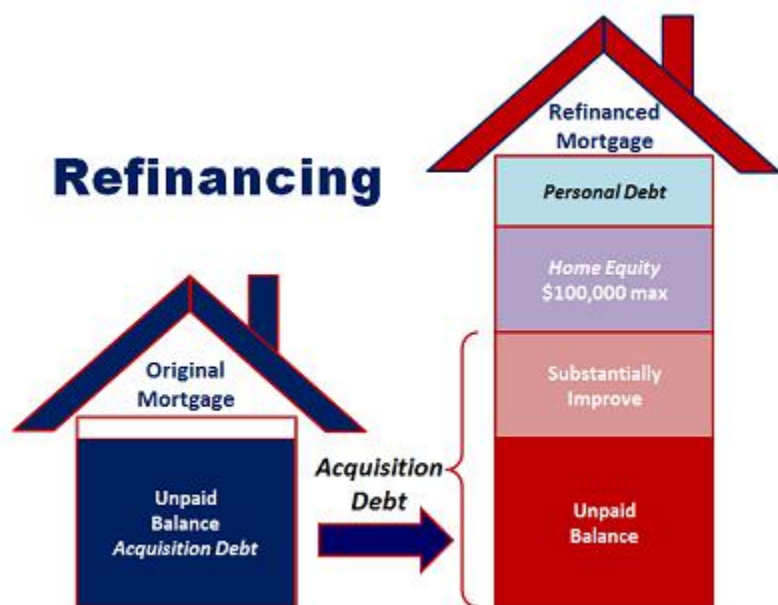 Refinancing
Original
Mortgage
Unpaid
Balance
Acquisition Debt
Acquisition
Debt
Refinanced
Mortgage
Personal Debt
Home Equity
$100,000 max
Substantially
Improve
Unpaid
Balance